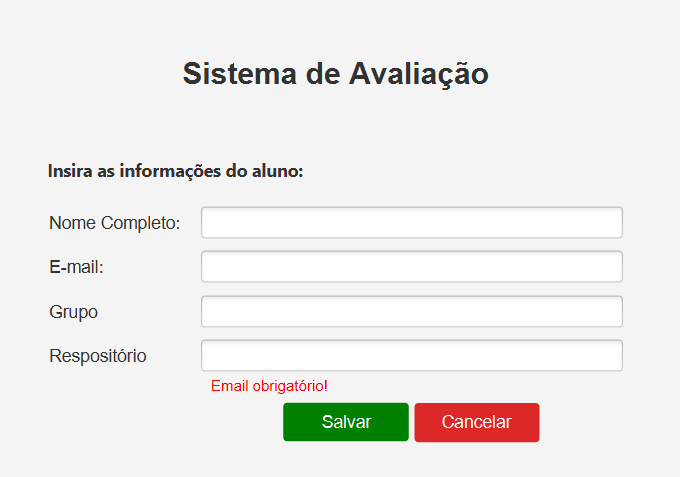 Sistema de Avaliação
Insira as informações do aluno:
Nome Completo:
E-mail:
Grupo
Respositório
Email obrigatório!
Salvar Cancelar